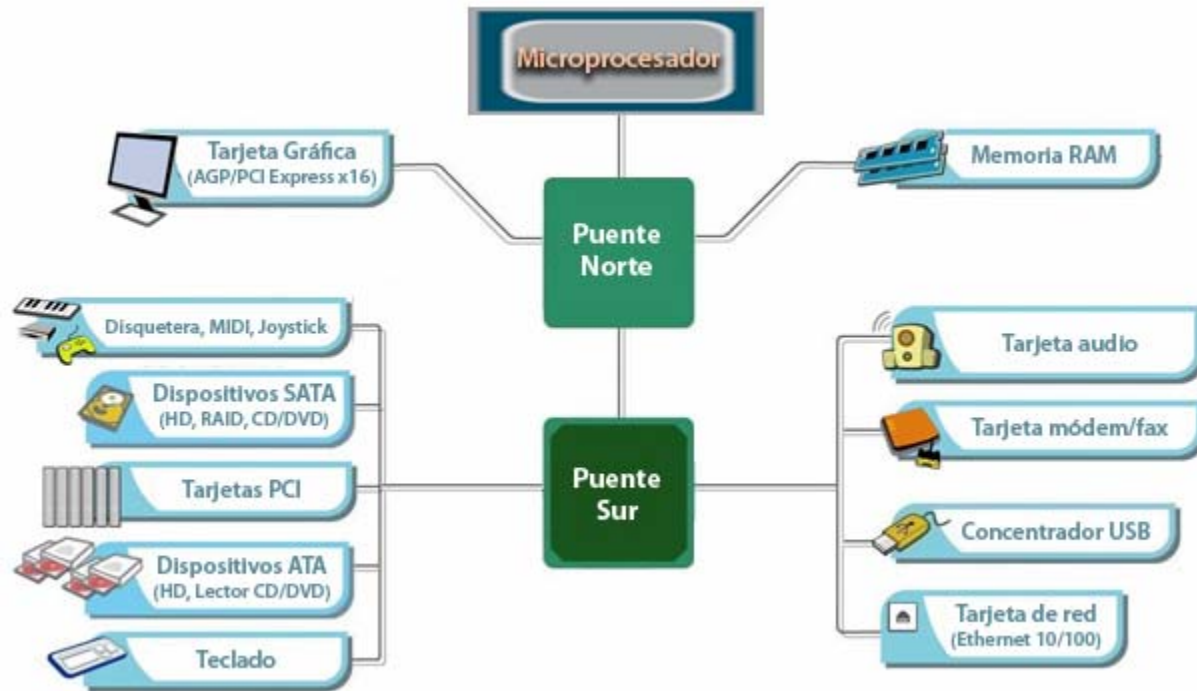 Microprocesador
Tarjeta Gráfica
(AGP/PCI Express x16)
Memoria RAM
Puente
Norte
Disquetera, MIDI, Joystick
Dispositivos SATA
(HD, RAID, CD/DVD)
Tarjetas PCI
Dispositivos ATA
(HD, Lector CD/DVD)
Teclado
Puente
Sur
Tarjeta audio
Tarjeta módem/fax
Concentrador USB
Tarjeta de red
(Ethernet 10/100)